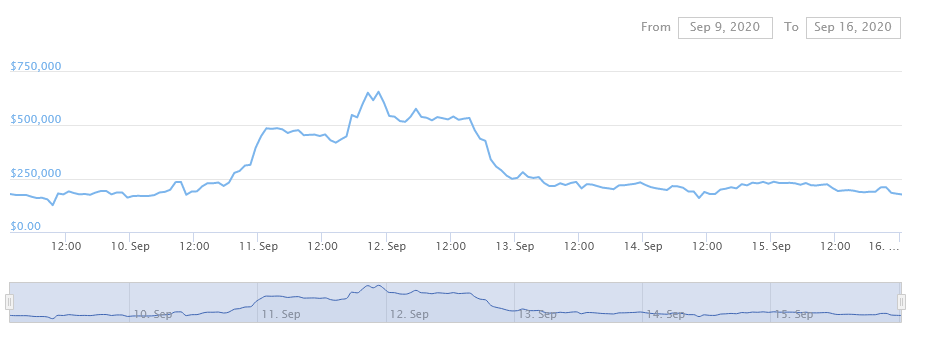 From Sep 9, 2020 To Sep 16, 2020
$750,000
$500,000
$250,000
$0.00
12:00 10. Sep 12:00 11. Sep 12:00 12. Sep 12:00 13. Sep 12:00 14. Sep 12:00 15. Sep 12:00 16. ...
10. Sep 11. Sep 12. Sep 13. Sep 14. Sep 15. Sep